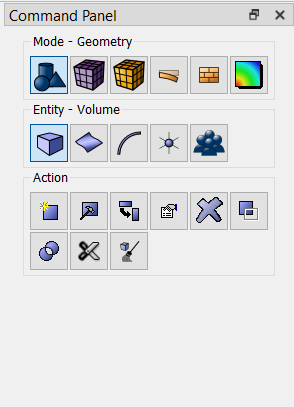 Command Panel
Mode - Geometry
Entity - Volume
Action